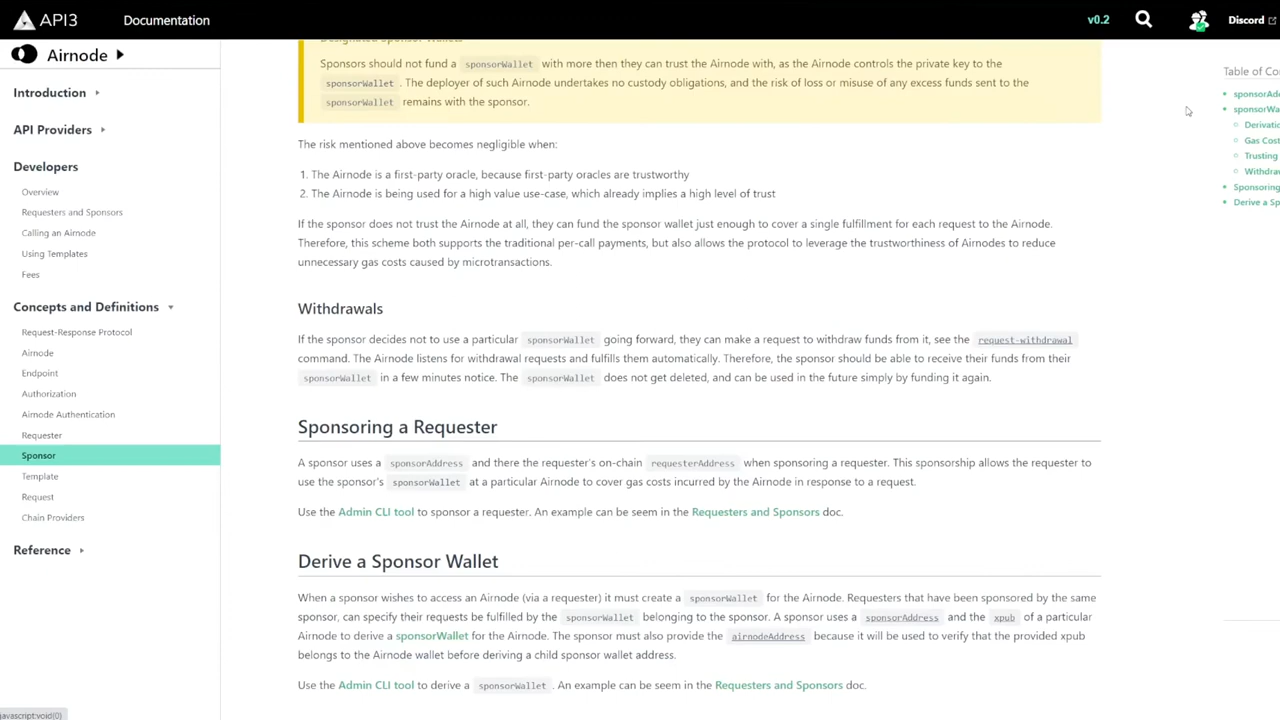 API3 Documentation v0.2 Discord
Airnode
Introduction
API Providers
Developers
Overview
Requesters and Sponsors
Calling an Airnode
Using Templates
Fees
Concepts and Definitions
Request-Response Protocol
Airnode
Endpoint
Authorization
Airnode Authentication
Requester
Sponsor
Template
Request
Chain Providers
Reference
javascript:void(0)
Designated Sponsor Wallets
Sponsors should not fund a sponsorWallet with more then they can trust the Airnode with, as the Airnode controls the private key to the
sponsorWallet . The deployer of such Airnode undertakes no custody obligations, and the risk of loss or misuse of any excess funds sent to the
sponsorWallet remains with the sponsor.
The risk mentioned above becomes negligible when:
1. The Airnode is a first-party oracle, because first-party oracles are trustworthy
2. The Airnode is being used for a high value use-case, which already implies a high level of trust
If the sponsor does not trust the Airnode at all, they can fund the sponsor wallet just enough to cover a single fulfillment for each request to the Airnode.
Therefore, this scheme both supports the traditional per-call payments, but also allows the protocol to leverage the trustworthiness of Airnodes to reduce
unnecessary gas costs caused by microtransactions.
Withdrawals
If the sponsor decides not to use a particular sponsorWallet going forward, they can make a request to withdraw funds from it, see the request-withdrawal
command. The Airnode listens for withdrawal requests and fulfills them automatically. Therefore, the sponsor should be able to receive their funds from their
sponsorWallet in a few minutes notice. The sponsorWallet does not get deleted, and can be used in the future simply by funding it again.
Sponsoring a Requester
A sponsor uses a sponsorAddress and there the requester's on-chain requesterAddress when sponsoring a requester. This sponsorship allows the requester to
use the sponsor's sponsorWallet at a particular Airnode to cover gas costs incurred by the Airnode in response to a request.
Use the Admin CLI tool to sponsor a requester. An example can be seem in the Requesters and Sponsors doc.
Derive a Sponsor Wallet
When a sponsor wishes to access an Airnode (via a requester) it must create a sponsorWallet for the Airnode. Requesters that have been sponsored by the same
sponsor, can specify their requests be fulfilled by the sponsorWallet belonging to the sponsor. A sponsor uses a sponsorAddress and the xpub of a particular
Airnode to derive a sponsorWallet for the Airnode. The sponsor must also provide the airnodeAddress because it will be used to verify that the provided xpub
belongs to the Airnode wallet before deriving a child sponsor wallet address.
Use the Admin CLI tool to derive a sponsorWallet . An example can be seem in the Requesters and Sponsors doc.
Table of Co
sponsorAd
sponsorWa
Derivatio
Gas Cost
Trusting
Withdraw
Sponsoring
Derive a Sp